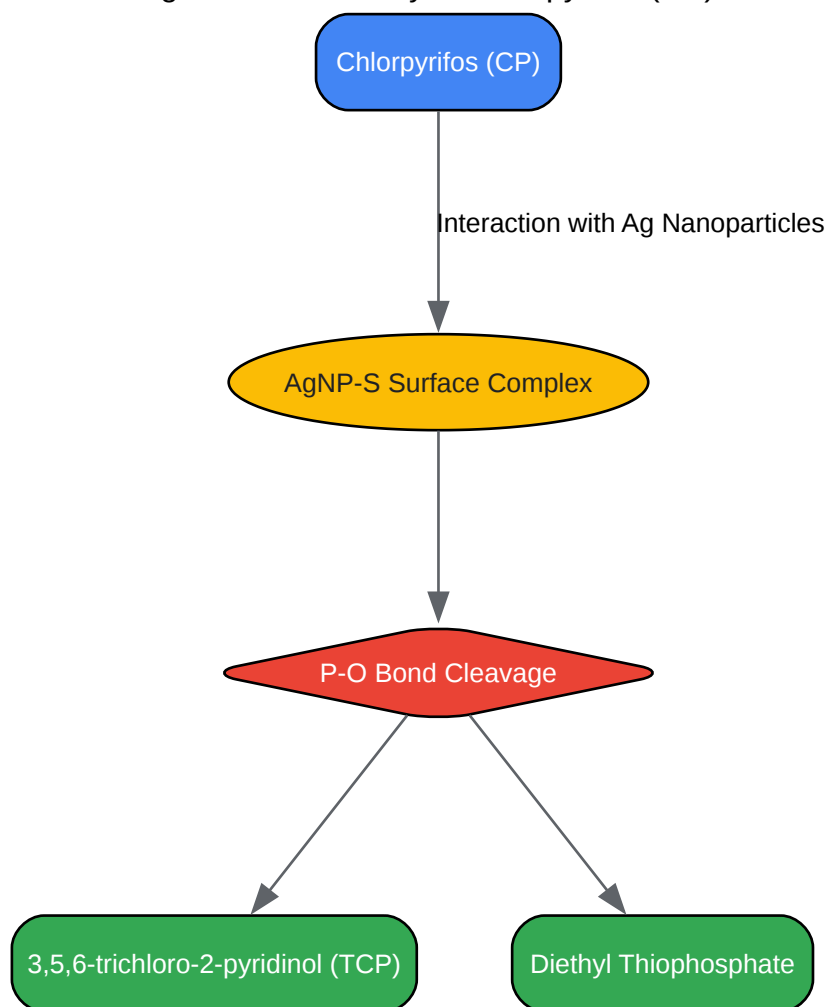 Chlorpyrifos (CP)
Interaction with Ag Nanoparticles
AgNP-S Surface Complex
P-O Bond Cleavage
3,5,6-trichloro-2-pyridinol (TCP)
Diethyl Thiophosphate